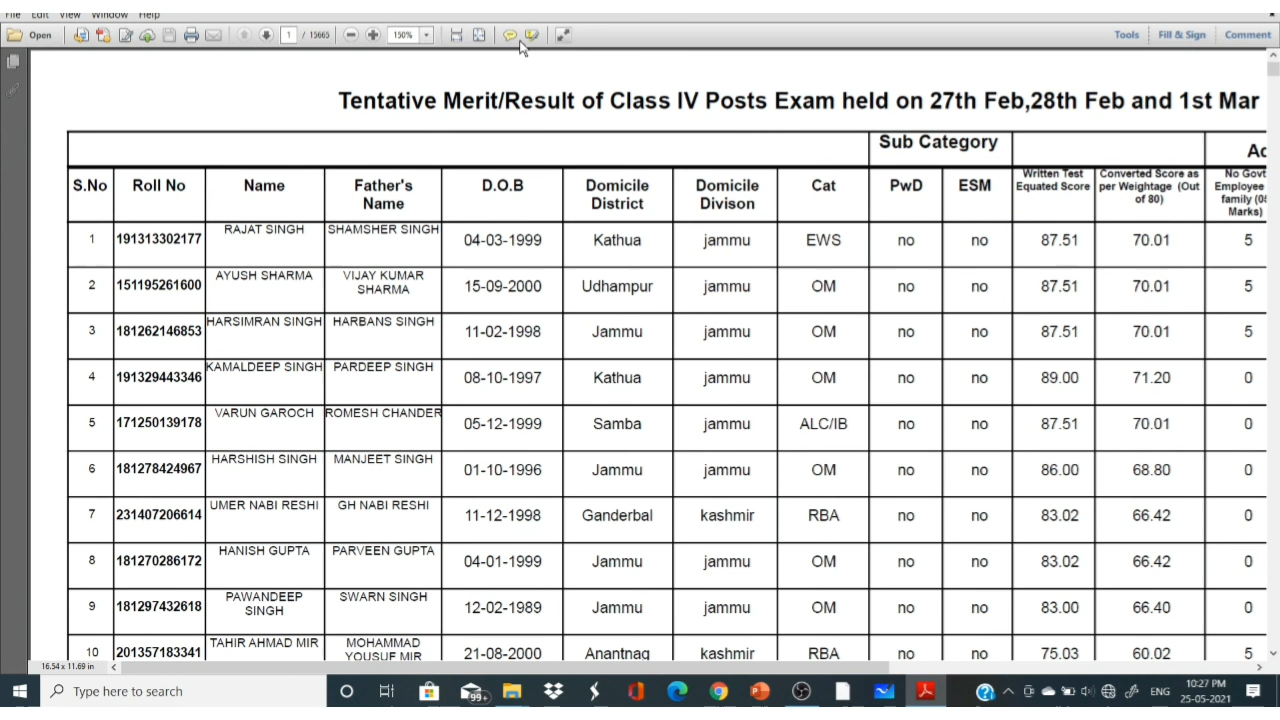 File Edit View Window Help
Open 1 / 15665 150% Tools Fill & Sign Comment
Tentative Merit/Result of Class IV Posts Exam held on 27th Feb,28th Feb and 1st Mar
Sub Category
S.No Roll No Name Father's Name D.O.B Domicile District Domicile Divison Cat PwD ESM Written Test Equated Score Converted Score as per Weightage (Out of 80) No Govt Employee family Marks)
1 191313302177 RAJAT SINGH SHAMSHER SINGH 04-03-1999 Kathua jammu EWS no no 87.51 70.01 5
2 151195261600 AYUSH SHARMA VIJAY KUMAR SHARMA 15-09-2000 Udhampur jammu OM no no 87.51 70.01 5
3 181262146853 HARSIMRAN SINGH HARBANS SINGH 11-02-1998 Jammu jammu OM no no 87.51 70.01 5
4 191329443346 KAMALDEEP SINGH PARDEEP SINGH 08-10-1997 Kathua jammu OM no no 89.00 71.20 0
5 171250139178 VARUN GAROCH ROMESH CHANDER 05-12-1999 Samba jammu ALC/IB no no 87.51 70.01 0
6 181278424967 HARSHISH SINGH MANJEET SINGH 01-10-1996 Jammu jammu OM no no 86.00 68.80 0
7 231407206614 UMER NABI RESHI GH NABI RESHI 11-12-1998 Ganderbal kashmir RBA no no 83.02 66.42 0
8 181270286172 HANISH GUPTA PARVEEN GUPTA 04-01-1999 Jammu jammu OM no no 83.02 66.42 0
9 181297432618 PAWANDEEP SINGH SWARN SINGH 12-02-1989 Jammu jammu OM no no 83.00 66.40 0
10 201357183341 TAHIR AHMAD MIR MOHAMMAD YOUSUF MIR 21-08-2000 Anantnag kashmir RBA no no 75.03 60.02 5
16.54 x 11.69 in
Type here to search 99+ ENG 10:27 PM
25-05-2021